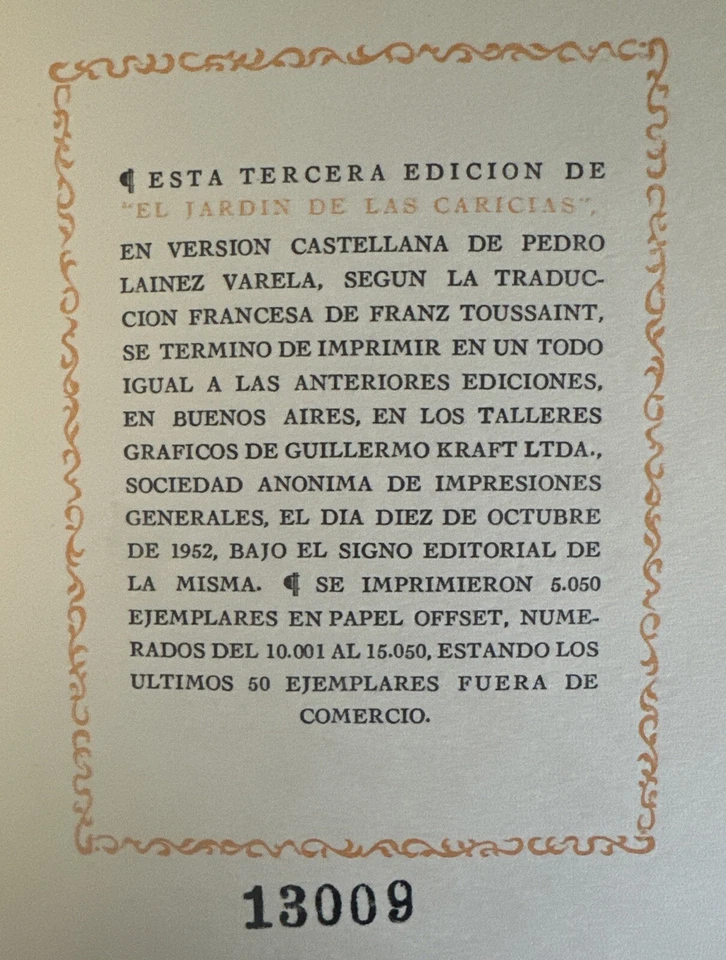 ¶ ESTA TERCERA EDICION DE
"EL JARDIN DE LAS CARICIAS",
EN VERSION CASTELLANA DE PEDRO
LAINEZ VARELA, SEGUN LA TRADUC-
CION FRANCESA DE FRANZ TOUSSAINT,
SE TERMINO DE IMPRIMIR EN UN TODO
IGUAL A LAS ANTERIORES EDICIONES,
EN BUENOS AIRES, EN LOS TALLERES
GRAFICOS DE GUILLERMO KRAFT LTDA.,
SOCIEDAD ANONIMA DE IMPRESIONES
GENERALES, EL DIA DIEZ DE OCTUBRE
DE 1952, BAJO EL SIGNO EDITORIAL DE
LA MISMA. ¶ SE IMPRIMIERON 5.050
EJEMPLARES EN PAPEL OFFSET, NUME-
RADOS DEL 10.001 AL 15.050, ESTANDO LOS
ULTIMOS 50 EJEMPLARES FUERA DE
COMERCIO.
13009